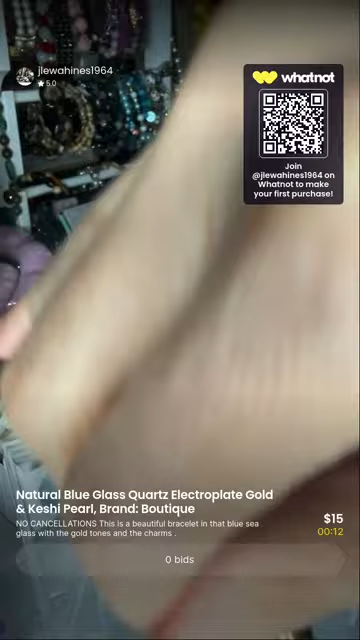 jlewahines1964
5.0
whatnot
Join
@jlewahines1964 on
Whatnot to make
your first purchase!
Natural Blue Glass Quartz Electroplate Gold
& Keshi Pearl, Brand: Boutique
NO CANCELLATIONS This is a beautiful bracelet in that blue sea
glass with the gold tones and the charms .
$15
00:12
0 bids